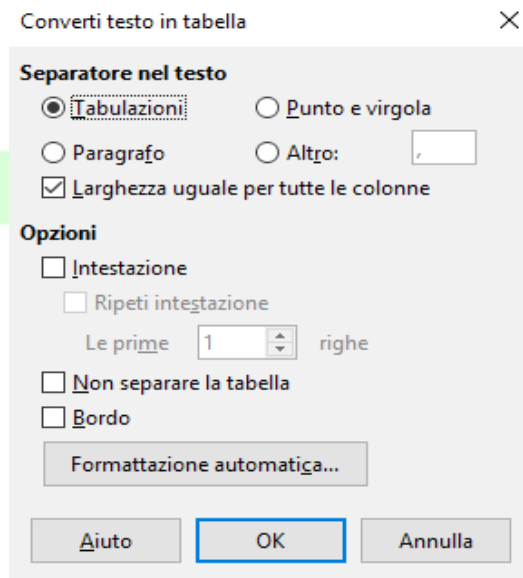 Converti testo in tabella
Separatore nel testo
Tabulazioni Punto e virgola
Paragrafo Altro: ,
Larghezza uguale per tutte le colonne
Opzioni
Intestazione
Ripeti intestazione
Le prime 1 righe
Non separare la tabella
Bordo
Formattazione automatica...
Aiuto OK Annulla